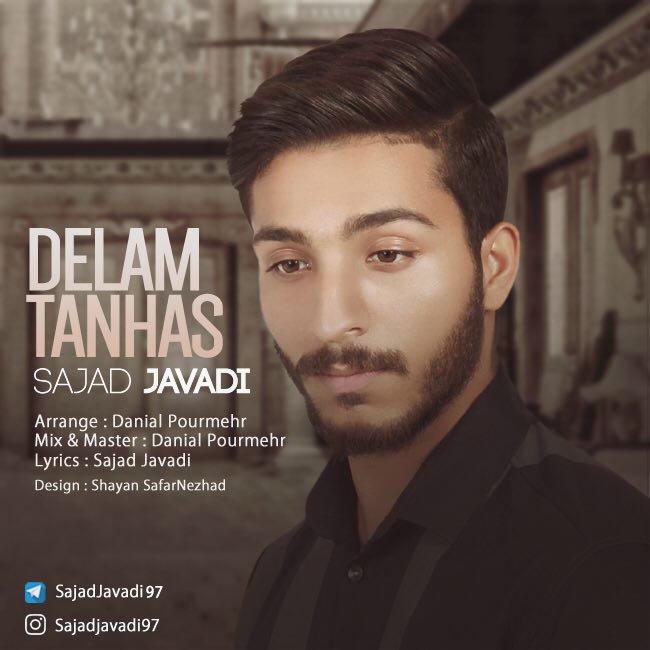 DELAM
TANHAS
SAJAD JAVADI
Arrange : Danial Pourmehr
Mix & Master : Danial Pourmehr
Lyrics : Sajad Javadi
Design : Shayan SafarNezhad
SajadJavadi97
Sajadjavadi97